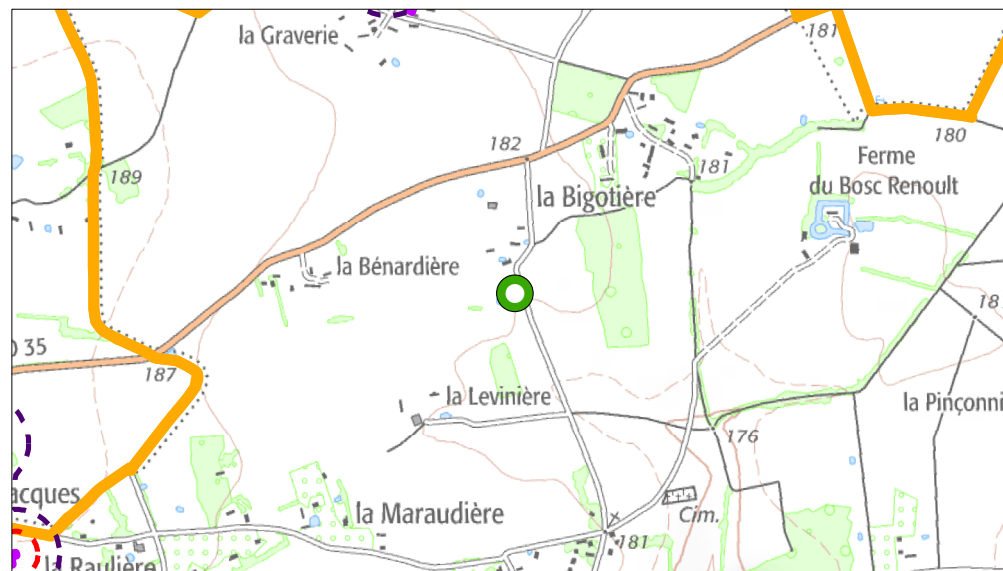 la Graverie
181
182
180
Ferme
du Bosc Renoult
189
181
la Bigotière
la Bénardière
18
35
187
la Levinière
la Pinçonni
176
acques
la Maraudière
Cim.
181
la Raulière